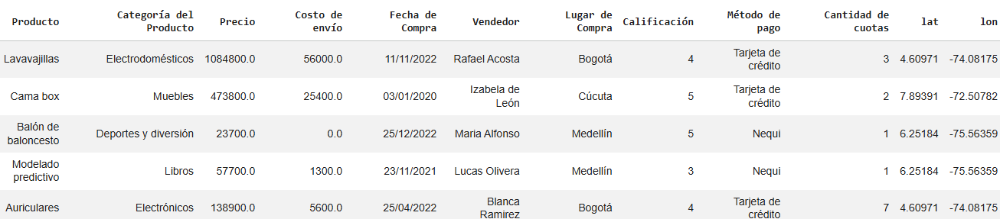 Producto Categoría del Producto Precio Costo de envío Fecha de Compra Vendedor Lugar de Compra Calificación Método de pago Cantidad de cuotas lat lon
Lavavajillas Electrodomésticos 1084800.0 56000.0 11/11/2022 Rafael Acosta Bogotá 4 Tarjeta de crédito 3 4.60971 -74.08175
Cama box Muebles 473800.0 25400.0 03/01/2020 Izabela de León Cúcuta 5 Tarjeta de crédito 2 7.89391 -72.50782
Balón de baloncesto Deportes y diversión 23700.0 0.0 25/12/2022 Maria Alfonso Medellín 5 Nequi 1 6.25184 -75.56359
Modelado predictivo Libros 57700.0 1300.0 23/11/2021 Lucas Olivera Medellín 3 Nequi 1 6.25184 -75.56359
Auriculares Electrónicos 138900.0 5600.0 25/04/2022 Blanca Ramirez Bogotá 4 Tarjeta de crédito 7 4.60971 -74.08175